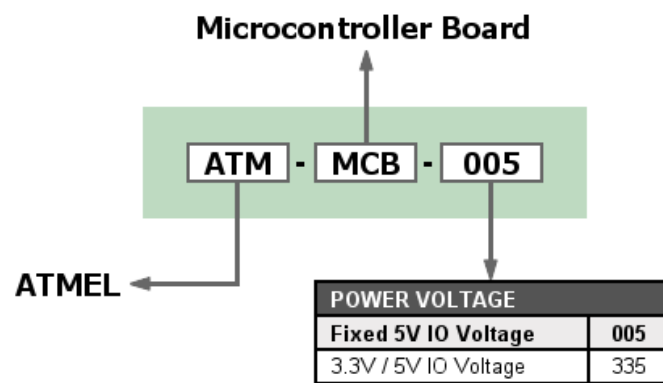 Microcontroller Board
ATM - MCB - 005
ATMEL
POWER VOLTAGE
Fixed 5V IO Voltage 005
3.3V / 5V IO Voltage 335